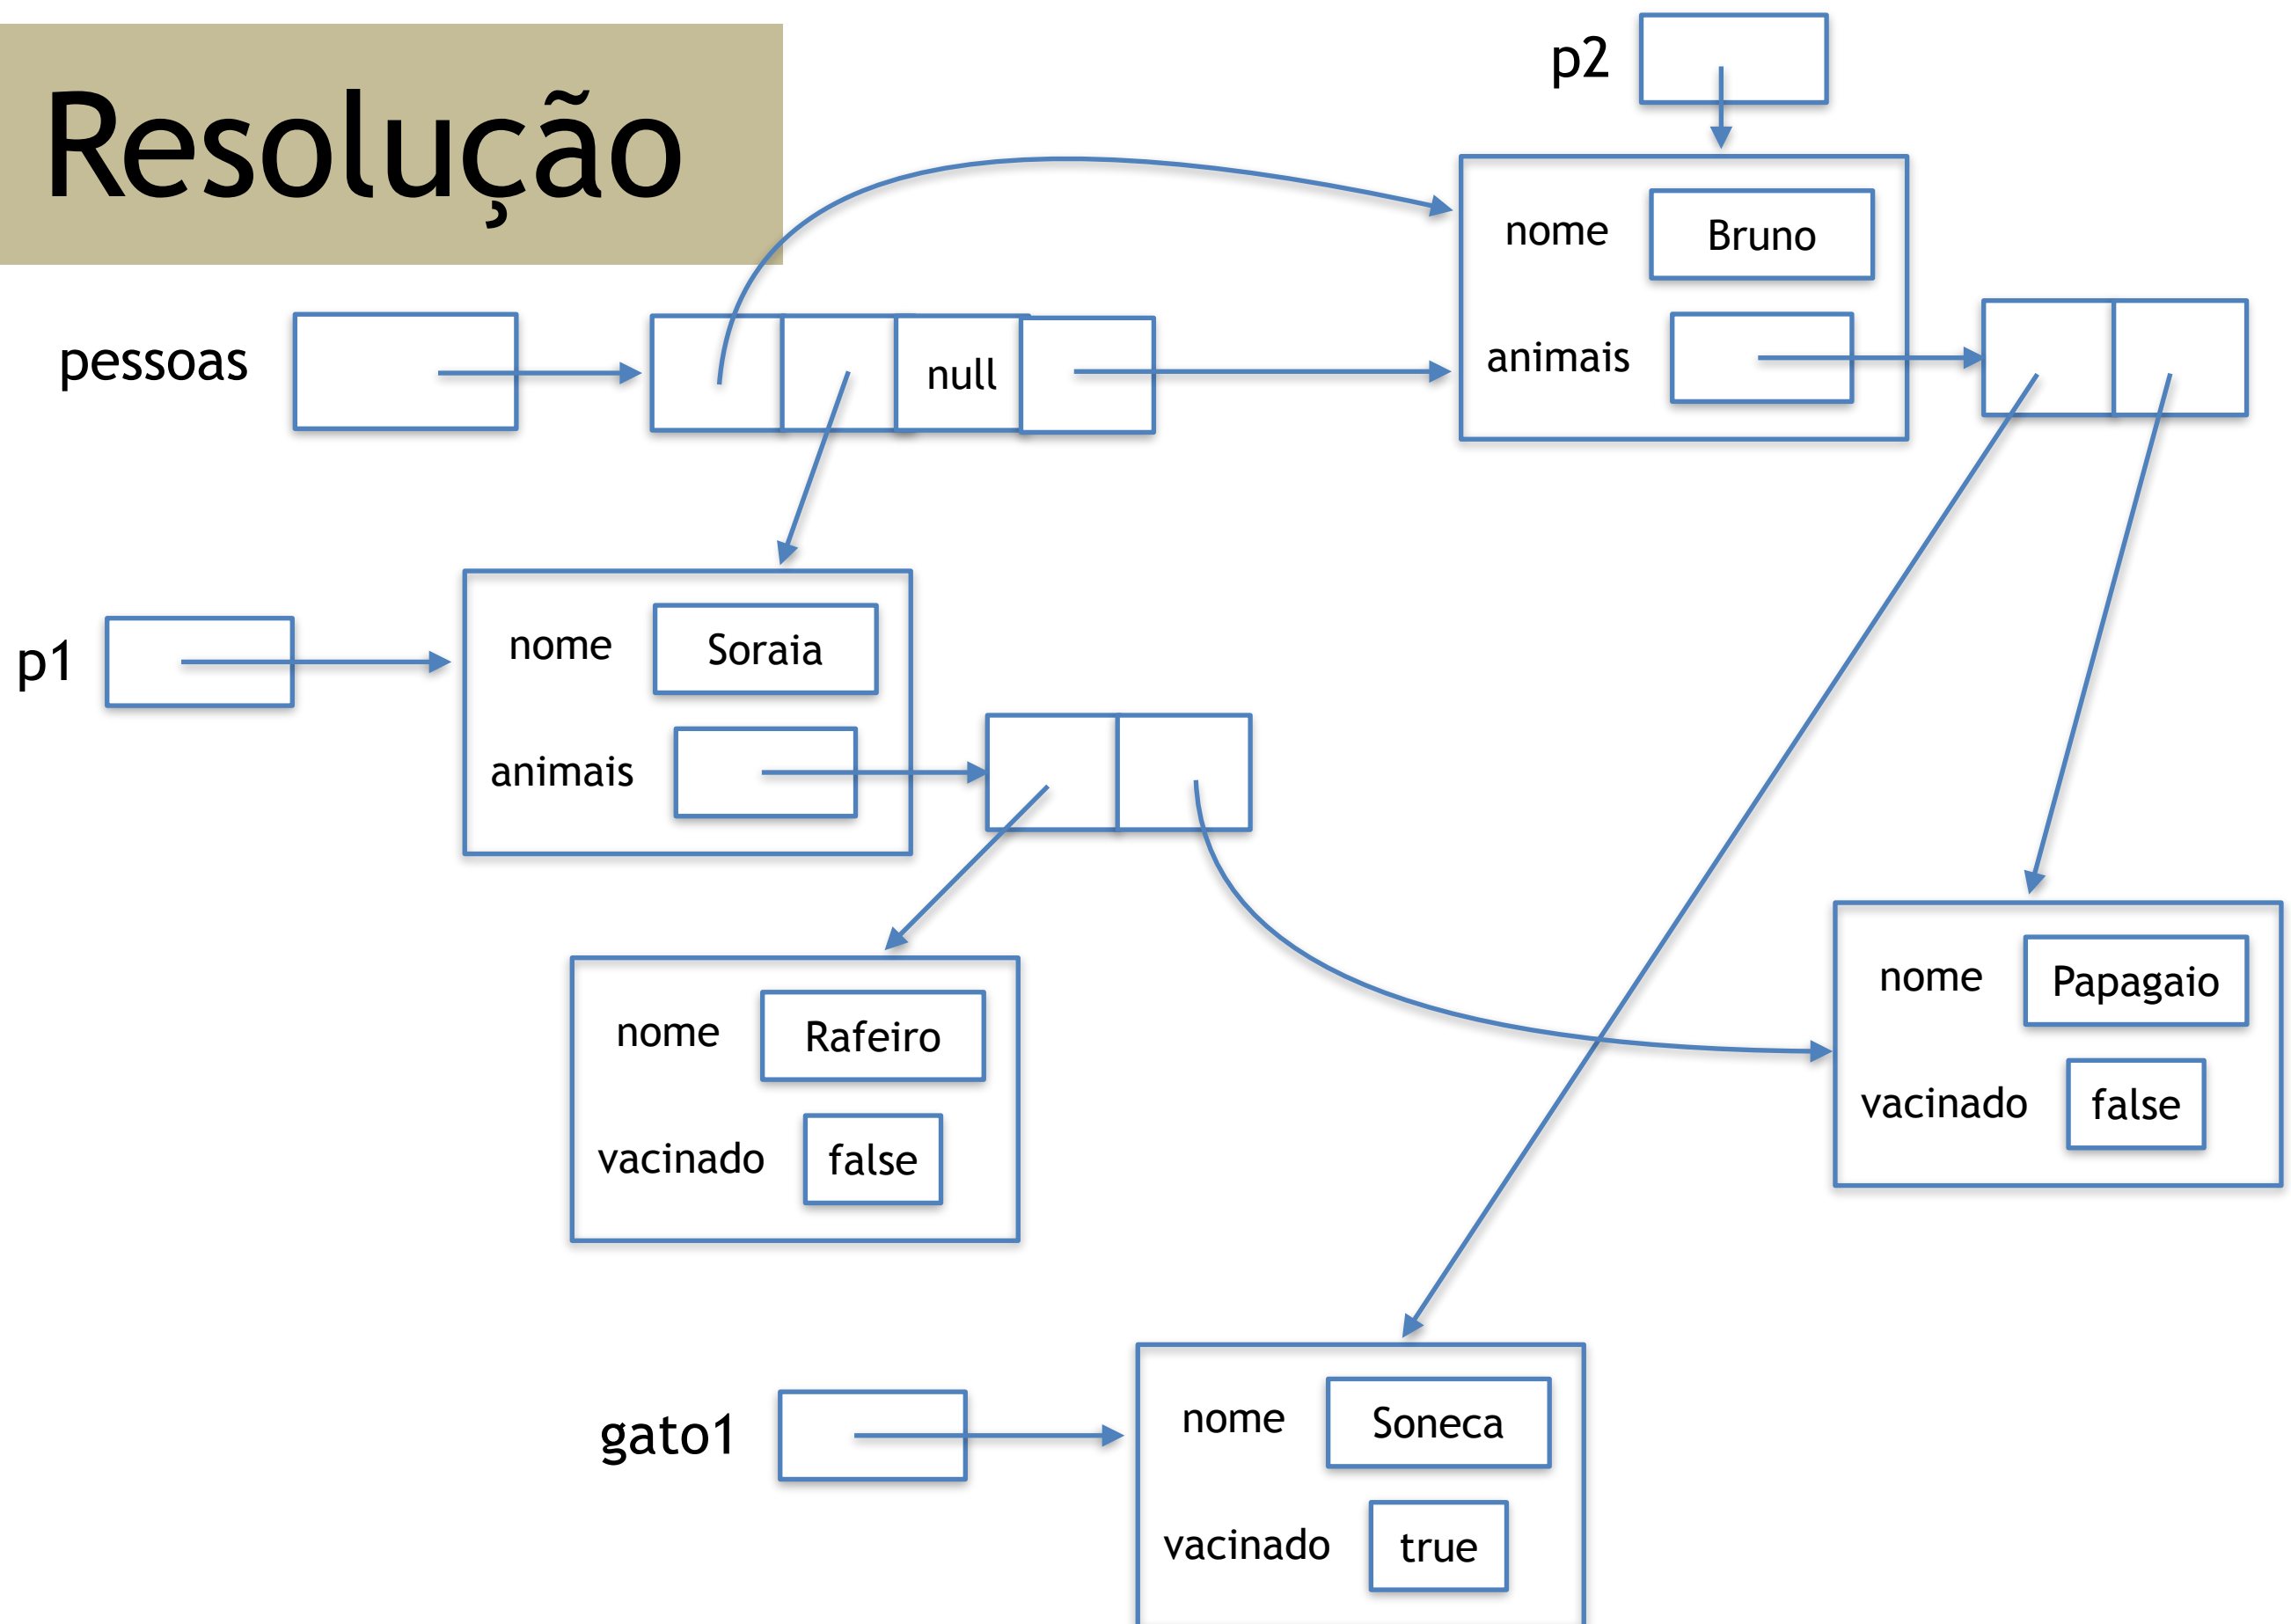 Resolução
p2
nome Bruno
animais
pessoas
null
p1
nome Soraia
animais
nome Rafeiro
vacinado false
nome Papagaio
vacinado false
gato1
nome Soneca
vacinado true